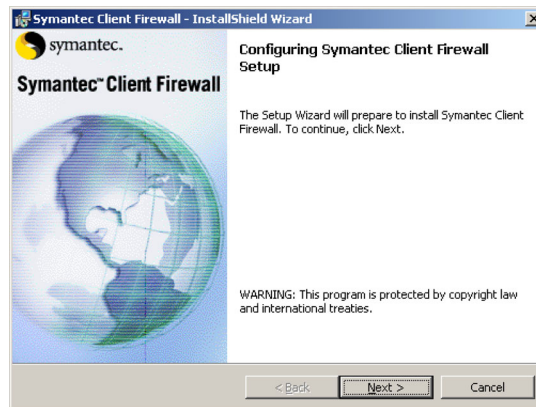 Symantec Client Firewall - InstallShield Wizard
symantec.
Symantec™ Client Firewall
Configuring Symantec Client Firewall
Setup
The Setup Wizard will prepare to install Symantec Client
Firewall. To continue, click Next.
WARNING: This program is protected by copyright law
and international treaties.
< Back
Next >
Cancel